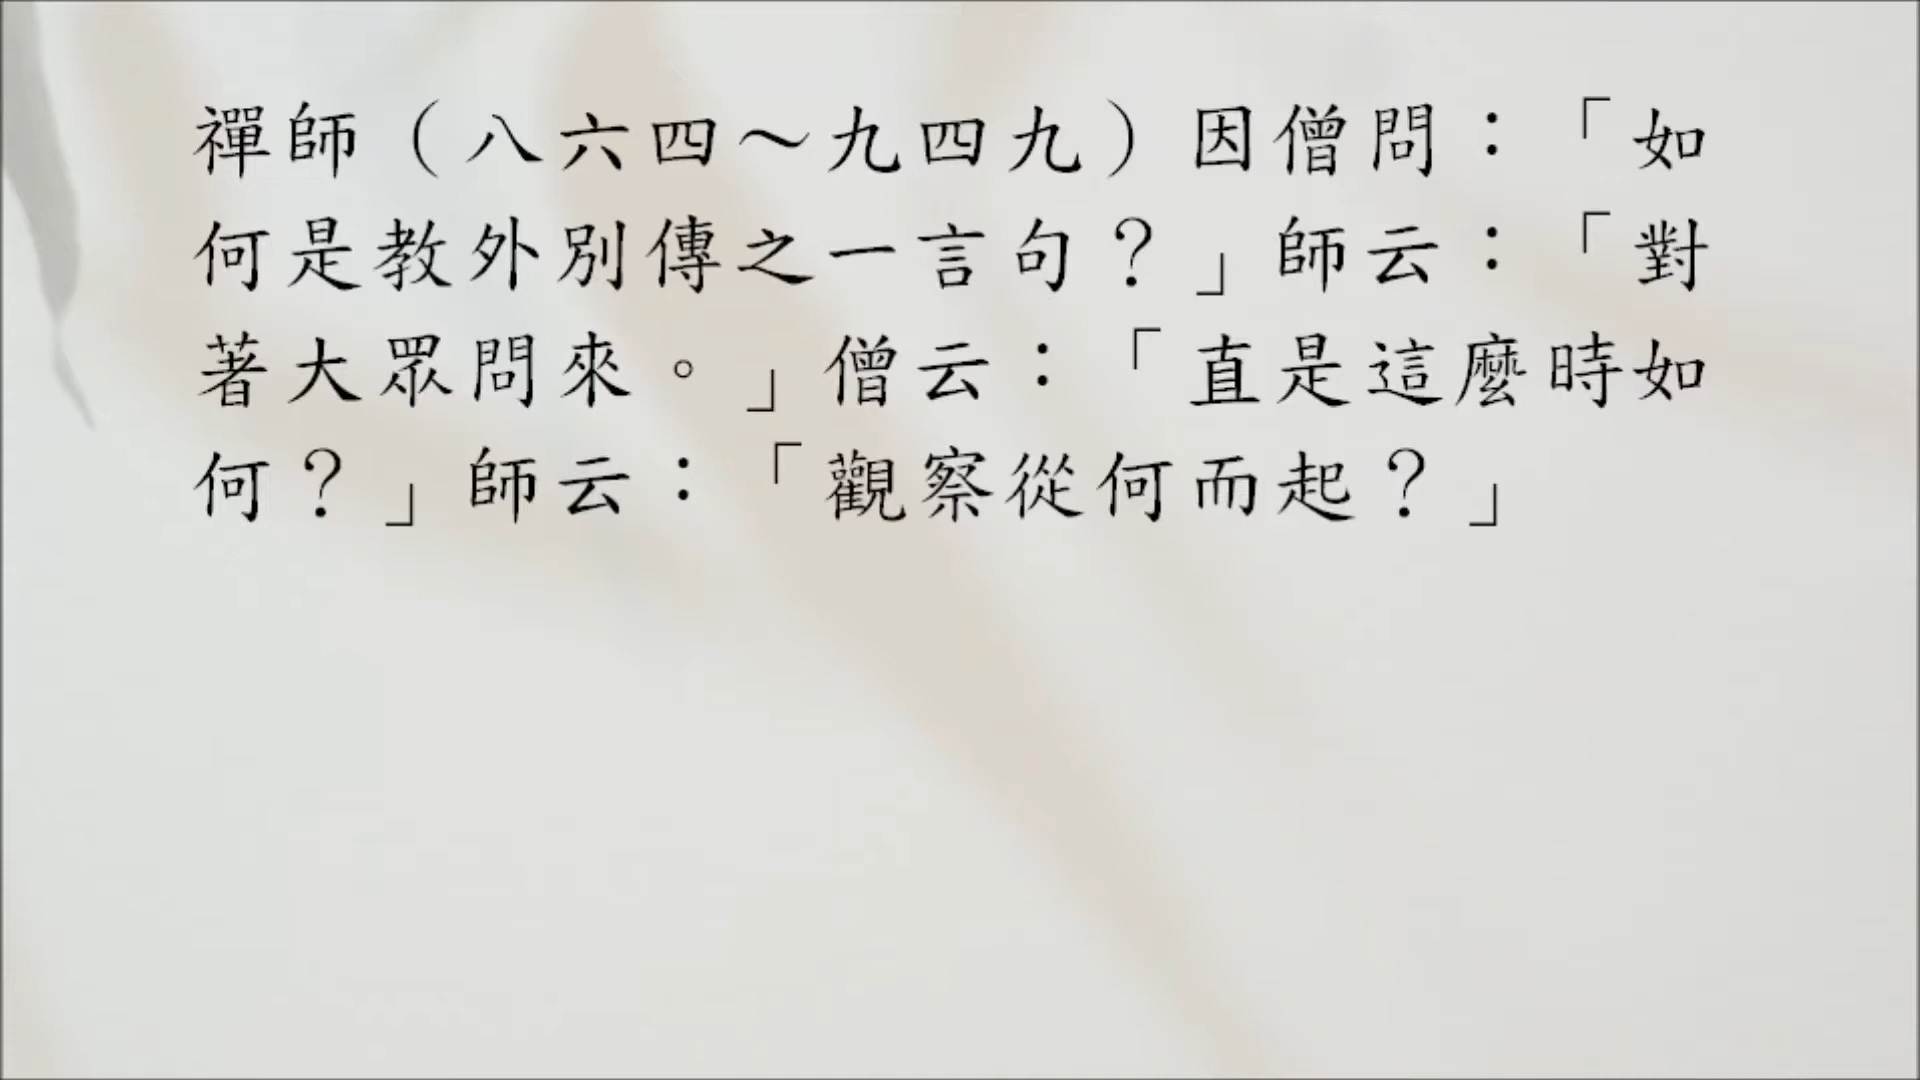 禪師（八六四～九四九）因僧問：「如
何是教外別傳之一言句？」師云：「對
著大眾問來。」僧云：「直是這麼時如
何？」師云：「觀察從何而起？」